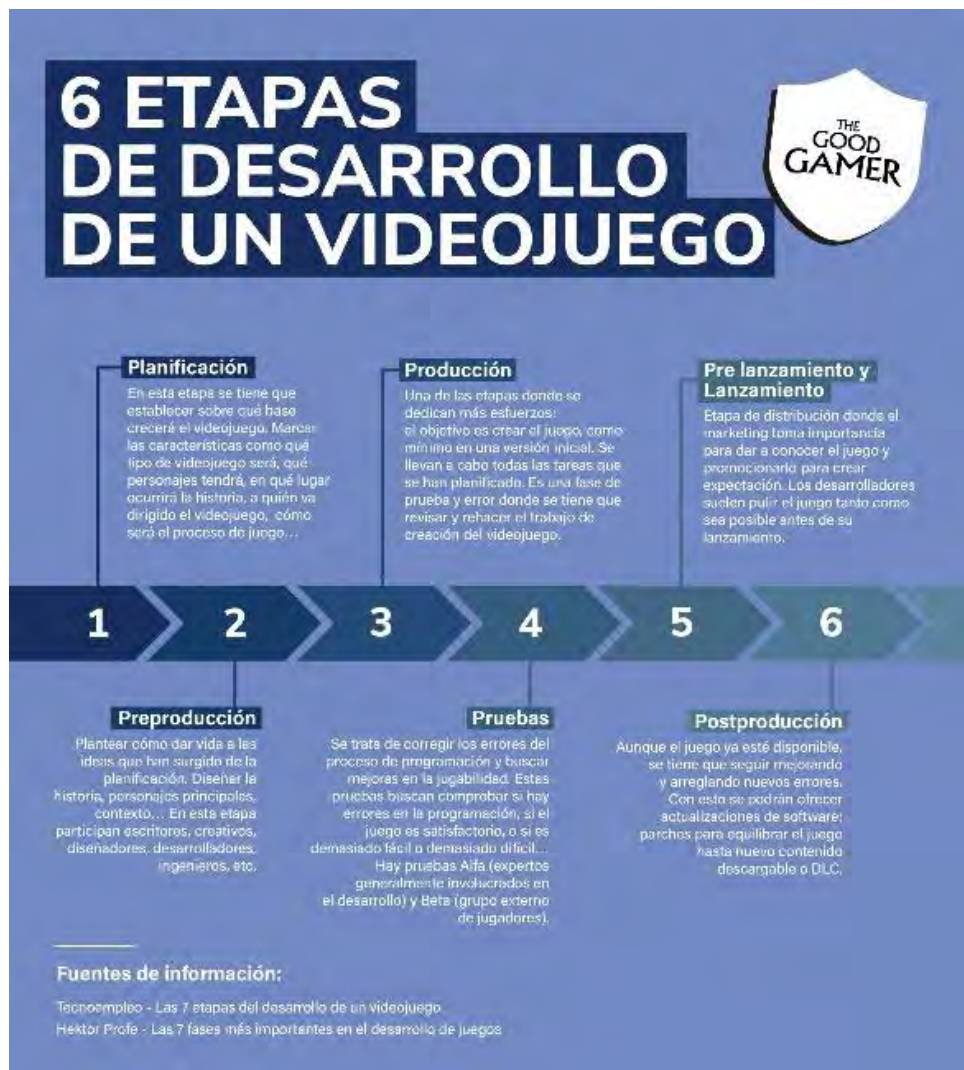 6 ETAPAS
DE DESARROLLO
DE UN VIDEOJUEGO
THE
GOOD
GAMER
Planificación
En esta etapa se tiene que
establecer sobre qué base
crecerá el videojuego. Marcar
las características como qué
tipo de videojuego será, qué
personajes tendrá, en qué lugar
ocurrirá la historia, a quién va
dirigido el videojuego, cómo
será el proceso de juego...
Producción
Una de las etapas donde se
dedican más esfuerzos:
el objetivo es crear el juego, como
mínimo en una versión inicial. Se
llevan a cabo todas las tareas que
se han planificado. Es una fase de
prueba y error donde se tiene que
revisar y rehacer el trabajo de
creación del videojuego.
Pre lanzamiento y
Lanzamiento
Etapa de distribución donde el
marketing toma importancia
para dar a conocer el juego y
promocionarlo para crear
expectación. Los desarrolladores
suelen pulir el juego tanto como
sea posible antes de su
lanzamiento.
1
2
3
4
5
6
Preproducción
Plantear cómo dar vida a las
ideas que han surgido de la
planificación. Diseñar la
historia, personajes principales,
contexto... En esta etapa
participan escritores, creativos,
diseñadores, desarrolladores,
ingenieros, etc.
Pruebas
Se trata de corregir los errores del
proceso de programación y buscar
mejoras en la jugabilidad. Estas
pruebas buscan comprobar si hay
errores en la programación, si el
juego es satisfactorio, o si es
demasiado fácil o demasiado difícil...
Hay pruebas Alfa (expertos
generalmente involucrados en
el desarrollo) y Beta (grupo externo
de jugadores).
Postproducción
Aunque el juego ya esté disponible,
se tiene que seguir mejorando
y arreglando nuevos errores.
Con esto se podrán ofrecer
actualizaciones de software:
parches para equilibrar el juego
hasta nuevo contenido
descargable o DLC.
Fuentes de información:
Tecnoempleo - Las 7 etapas del desarrollo de un videojuego
Hektor Profe - Las 7 fases más importantes en el desarrollo de juegos